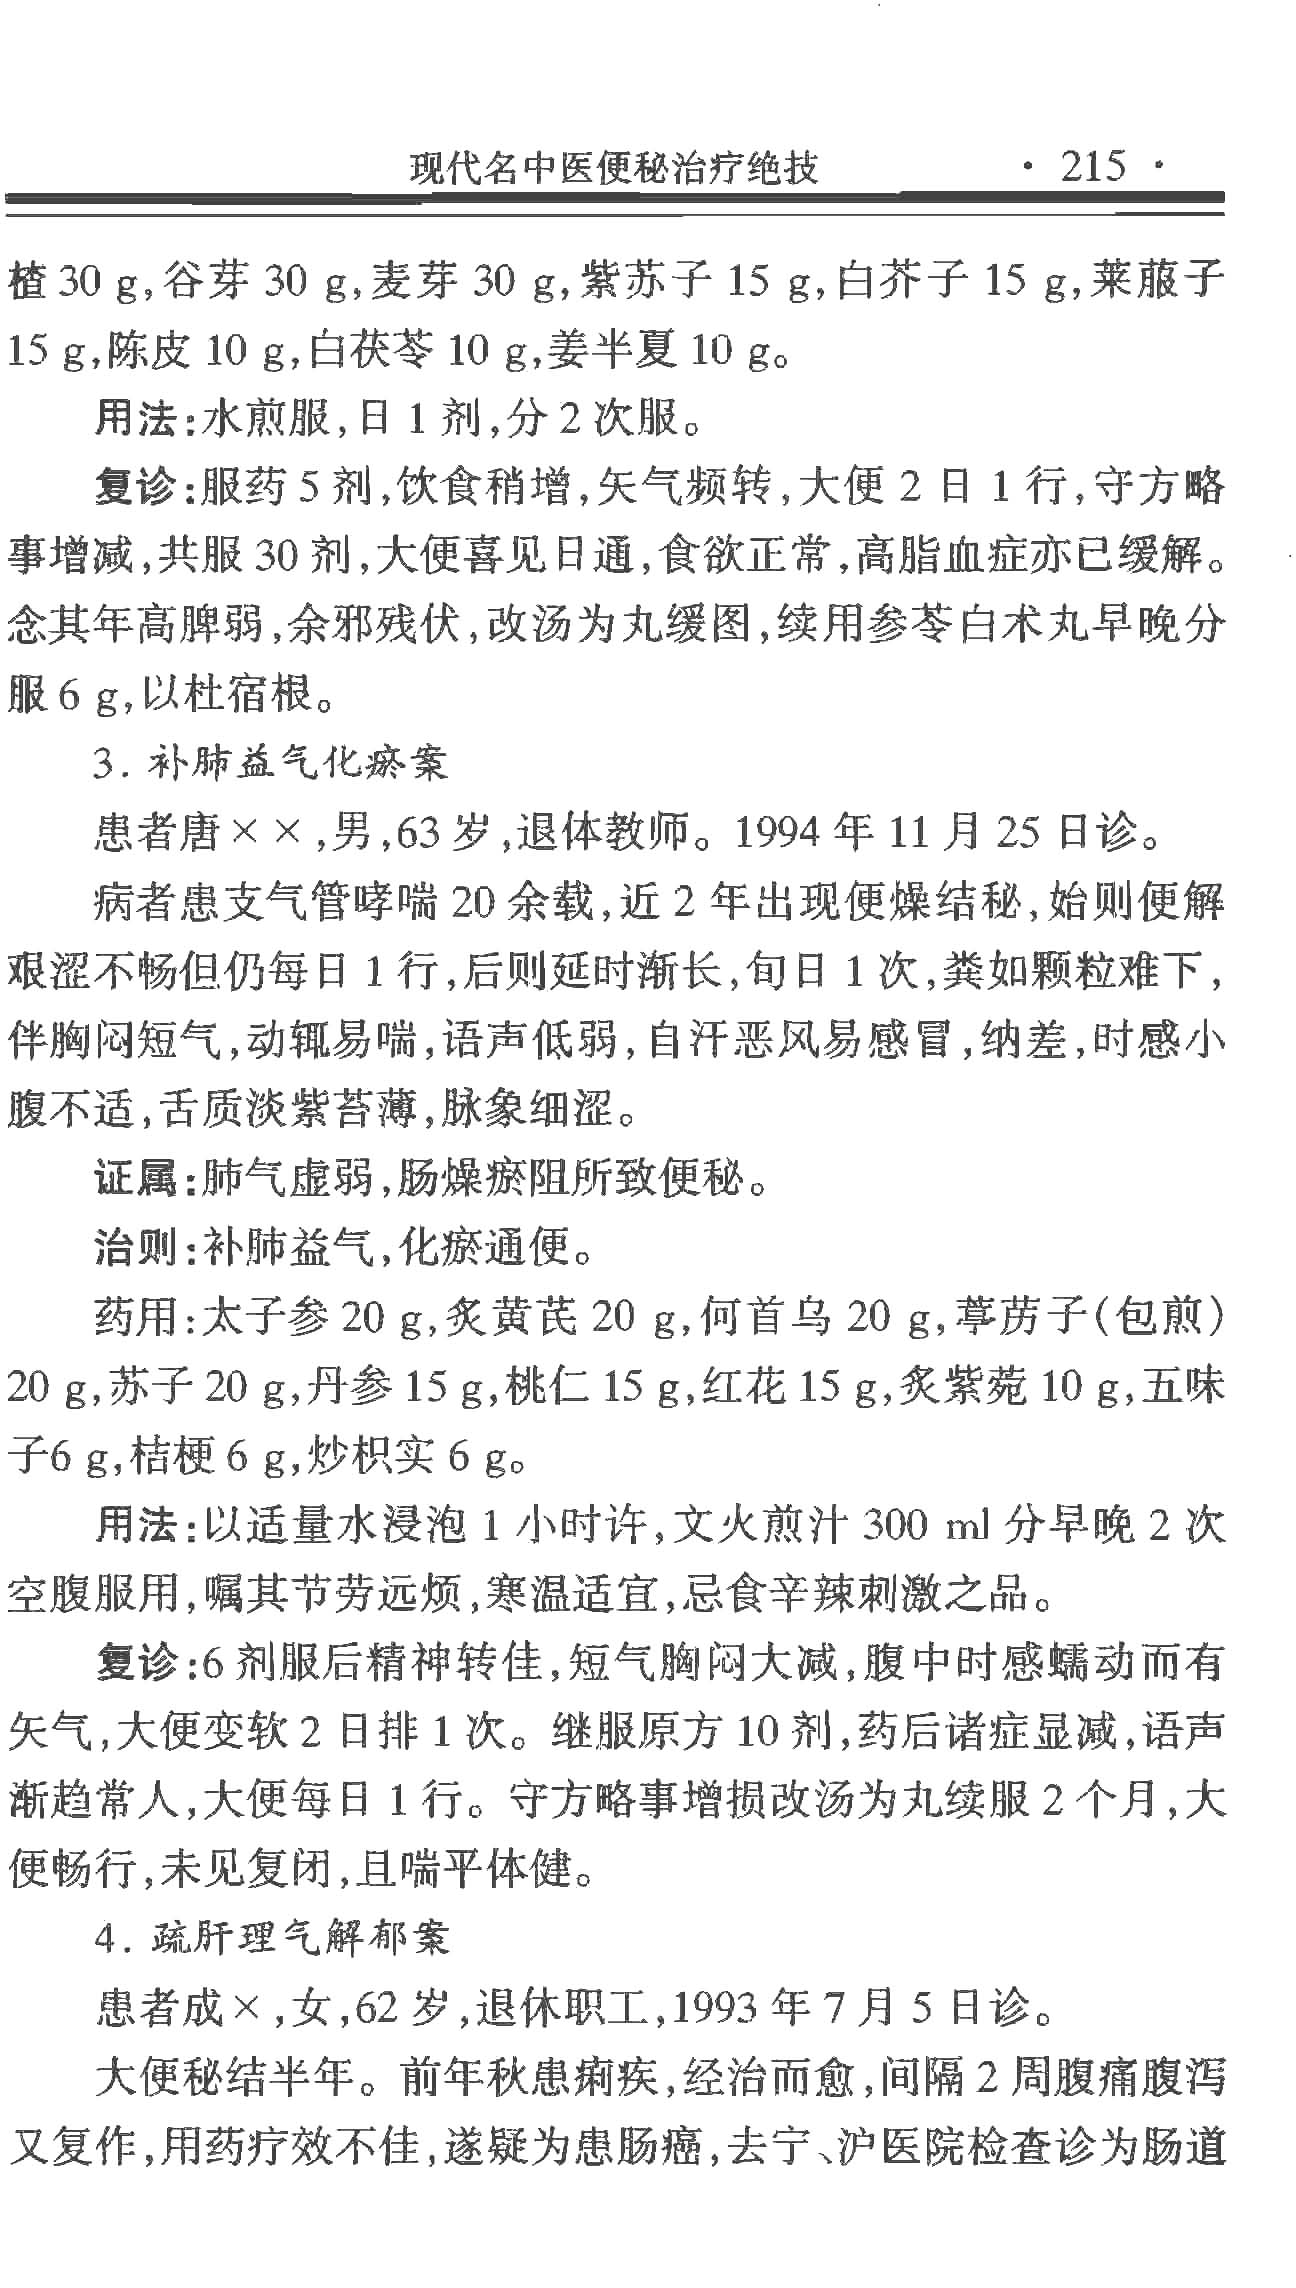 现代名中医便秘治疗绝技 · 215 ·
楂 30 g,谷芽 30 g,麦芽 30 g,紫苏子 15 g,白芥子 15 g,莱菔子
15 g,陈皮 10 g,白茯苓 10 g,姜半夏 10 g。
用法:水煎服,日 1 剂,分 2 次服。
复诊:服药 5 剂,饮食稍增,矢气频转,大便 2 日 1 行,守方略
事增减,共服 30 剂,大便喜见日通,食欲正常,高脂血症亦已缓解。
念其年高脾弱,余邪残伏,改汤为丸缓图,续用参苓白术丸早晚分
服 6 g,以杜宿根。
3. 补肺益气化瘀案
患者唐××,男,63 岁,退体教师。1994 年 11 月 25 日诊。
病者患支气管哮喘 20 余载,近 2 年出现便燥结秘,始则便解
艰涩不畅但仍每日 1 行,后则延时渐长,旬日 1 次,粪如颗粒难下,
伴胸闷短气,动辄易喘,语声低弱,自汗恶风易感冒,纳差,时感小
腹不适,舌质淡紫苔薄,脉象细涩。
证属:肺气虚弱,肠燥瘀阻所致便秘。
治则:补肺益气,化瘀通便。
药用:太子参 20 g,炙黄芪 20 g,何首乌 20 g,葶苈子(包煎)
20 g,苏子 20 g,丹参 15 g,桃仁 15 g,红花 15 g,炙紫菀 10 g,五味
子6 g,桔梗 6 g,炒枳实 6 g。
用法:以适量水浸泡 1 小时许,文火煎汁 300 ml 分早晚 2 次
空腹服用,嘱其节劳远烦,寒温适宜,忌食辛辣刺激之品。
复诊:6 剂服后精神转佳,短气胸闷大减,腹中时感蠕动而有
矢气,大便变软 2 日排 1 次。继服原方 10 剂,药后诸症显减,语声
渐趋常人,大便每日 1 行。守方略事增损改汤为丸续服 2 个月,大
便畅行,未见复闭,且喘平体健。
4. 疏肝理气解郁案
患者成×,女,62 岁,退休职工,1993 年 7 月 5 日诊。
大便秘结半年。前年秋患痢疾,经治而愈,间隔 2 周腹痛腹泻
又复作,用药疗效不佳,遂疑为患肠癌,去宁、沪医院检查诊为肠道